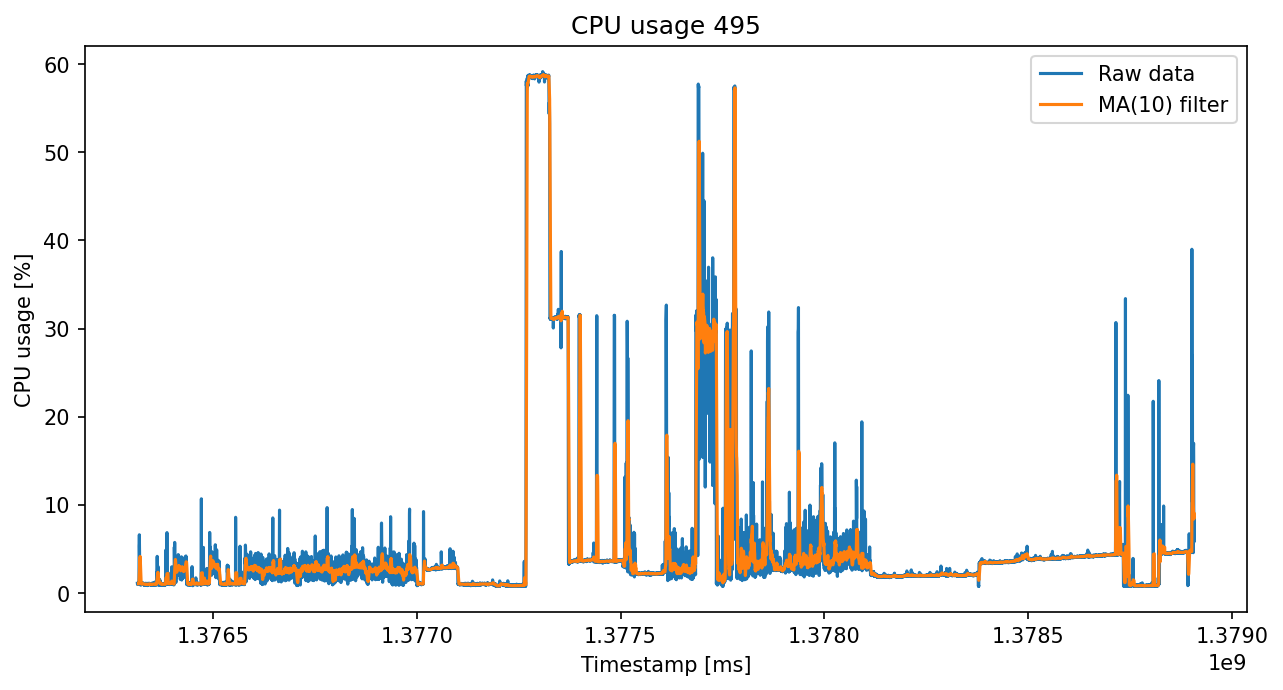 CPU usage 495
Raw data
MA(10) filter
CPU usage [%]
60
50
40
30
20
10
0
1.3765 1.3770 1.3775 1.3780 1.3785 1.3790
1e9
Timestamp [ms]